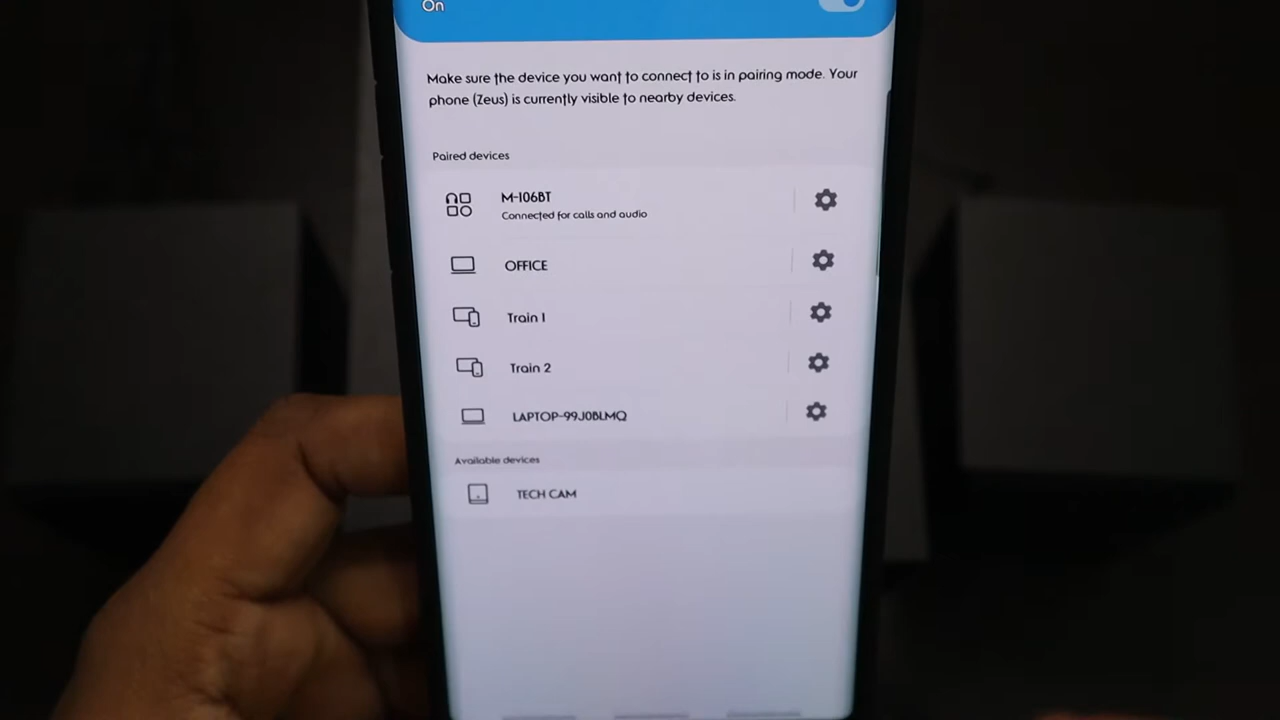 On
Make sure the device you want to connect to is in pairing mode. Your
phone (Zeus) is currently visible to nearby devices.
Paired devices
M-106BT
Connected for calls and audio
OFFICE
Train 1
Train 2
LAPTOP-99J0BLMQ
Available devices
TECH CAM